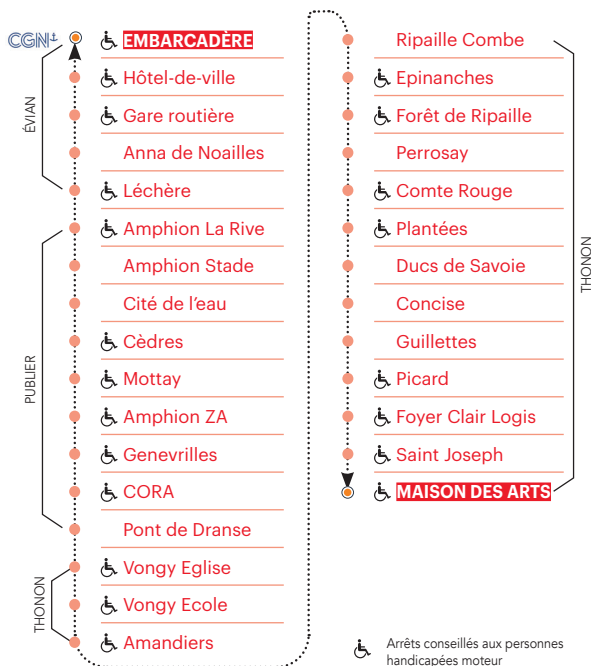 CGN
EMBARCADÈRE
Hôtel-de-ville
Gare routière
Anna de Noailles
Léchère
ÉVIAN
Amphion La Rive
Amphion Stade
Cité de l'eau
Cèdres
Mottay
Amphion ZA
Genevrilles
CORA
Pont de Dranse
PUBLIER
Vongy Eglise
Vongy Ecole
Amandiers
THONON
Ripaille Combe
Epinanches
Forêt de Ripaille
Perrosay
Comte Rouge
Plantées
Ducs de Savoie
Concise
Guillettes
Picard
Foyer Clair Logis
Saint Joseph
MAISON DES ARTS
THONON
Arrêts conseillés aux personnes
handicapées moteur